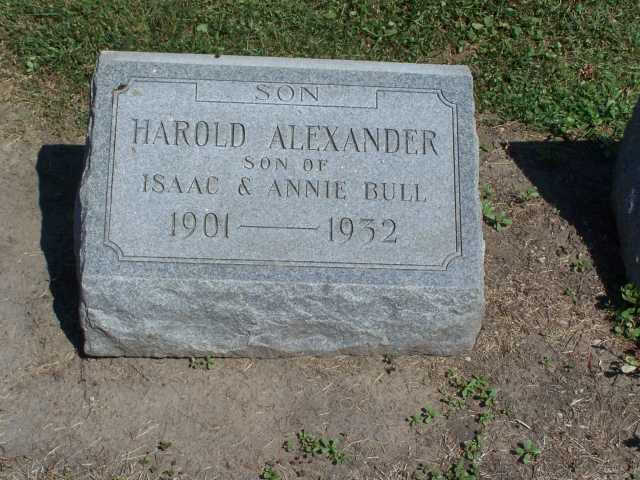 SON
HAROLD ALEXANDER
SON OF
ISAAC & ANNIE BULL
1901 — 1932